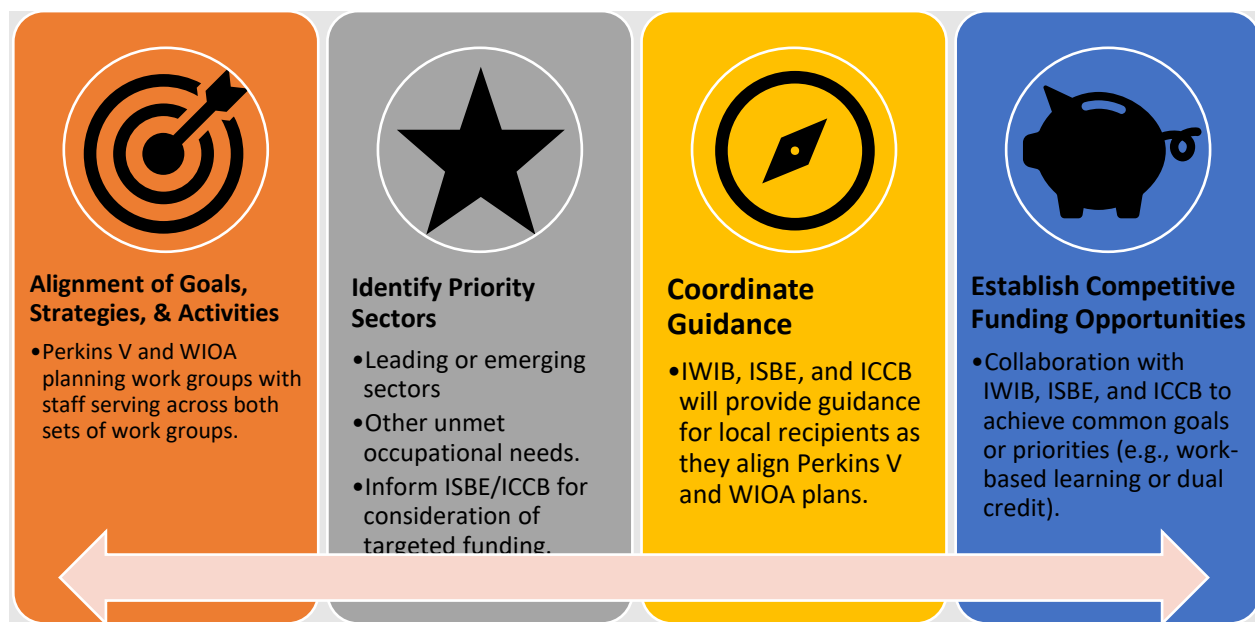 Alignment of Goals,
Strategies, & Activities
•Perkins V and WIOA
planning work groups with
staff serving across both
sets of work groups.
Identify Priority
Sectors
•Leading or emerging
sectors
•Other unmet
occupational needs.
•Inform ISBE/ICCB for
consideration of
targeted funding.
Coordinate
Guidance
•IWIB, ISBE, and ICCB
will provide guidance
for local recipients as
they align Perkins V
and WIOA plans.
Establish Competitive
Funding Opportunities
•Collaboration with
IWIB, ISBE, and ICCB to
achieve common goals
or priorities (e.g., work-
based learning or dual
credit).